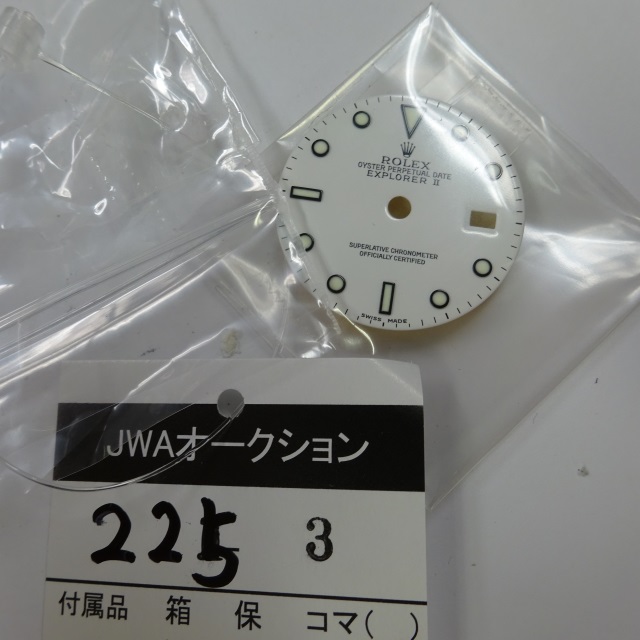 ROLEX
OYSTER PERPETUAL DATE
EXPLORER II
SUPERLATIVE CHRONOMETER
OFFICIALLY CERTIFIED
SWISS MADE
JWAオークション
225 3
付属品 箱 保 コマ( )